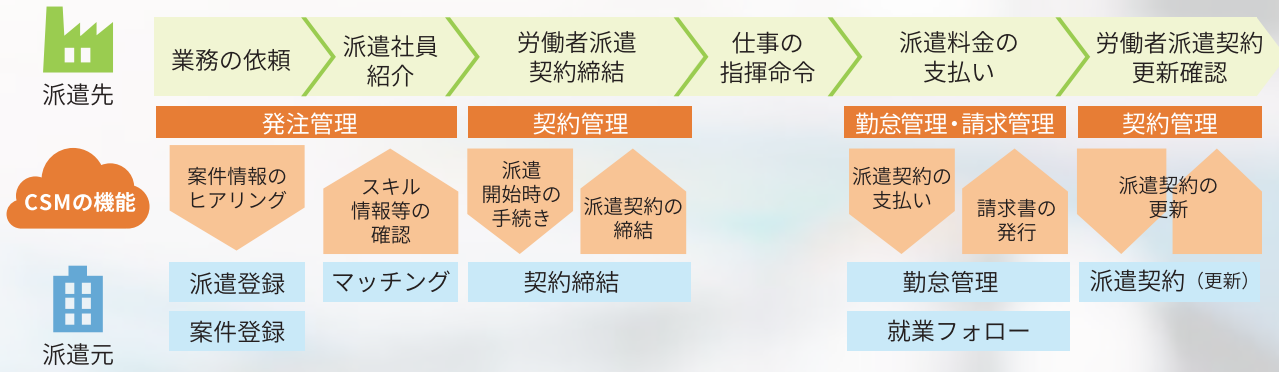 業務の依頼
派遣社員
紹介
労働者派遣
契約締結
仕事の
指揮命令
派遣料金の
支払い
労働者派遣契約
更新確認
派遣先
発注管理
契約管理
勤怠管理・請求管理
契約管理
CSMの機能
案件情報の
ヒアリング
スキル
情報等の
確認
派遣
開始時の
手続き
派遣契約の
締結
派遣契約の
支払い
請求書の
発行
派遣契約の
更新
派遣元
派遣登録
マッチング
契約締結
勤怠管理
派遣契約（更新）
案件登録
就業フォロー